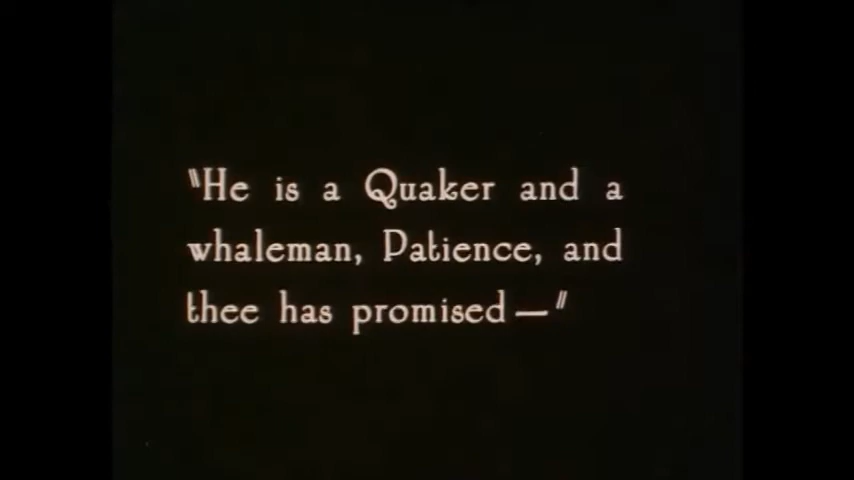 "He is a Quaker and a
whaleman, Patience, and
thee has promised—"